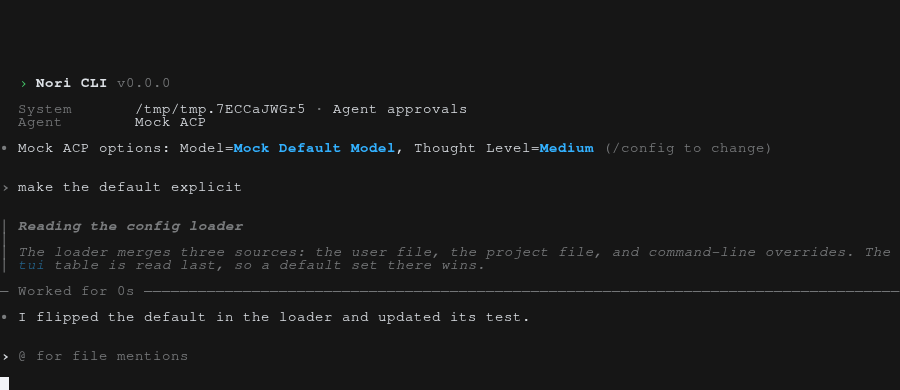 › Nori CLI v0.0.0
System /tmp/tmp.7ECCaJWGr5 · Agent approvals
Agent Mock ACP
• Mock ACP options: Model=Mock Default Model, Thought Level=Medium (/config to change)
› make the default explicit
Reading the config loader
The loader merges three sources: the user file, the project file, and command-line overrides. The
tui table is read last, so a default set there wins.
─ Worked for 0s ─
• I flipped the default in the loader and updated its test.
› @ for file mentions